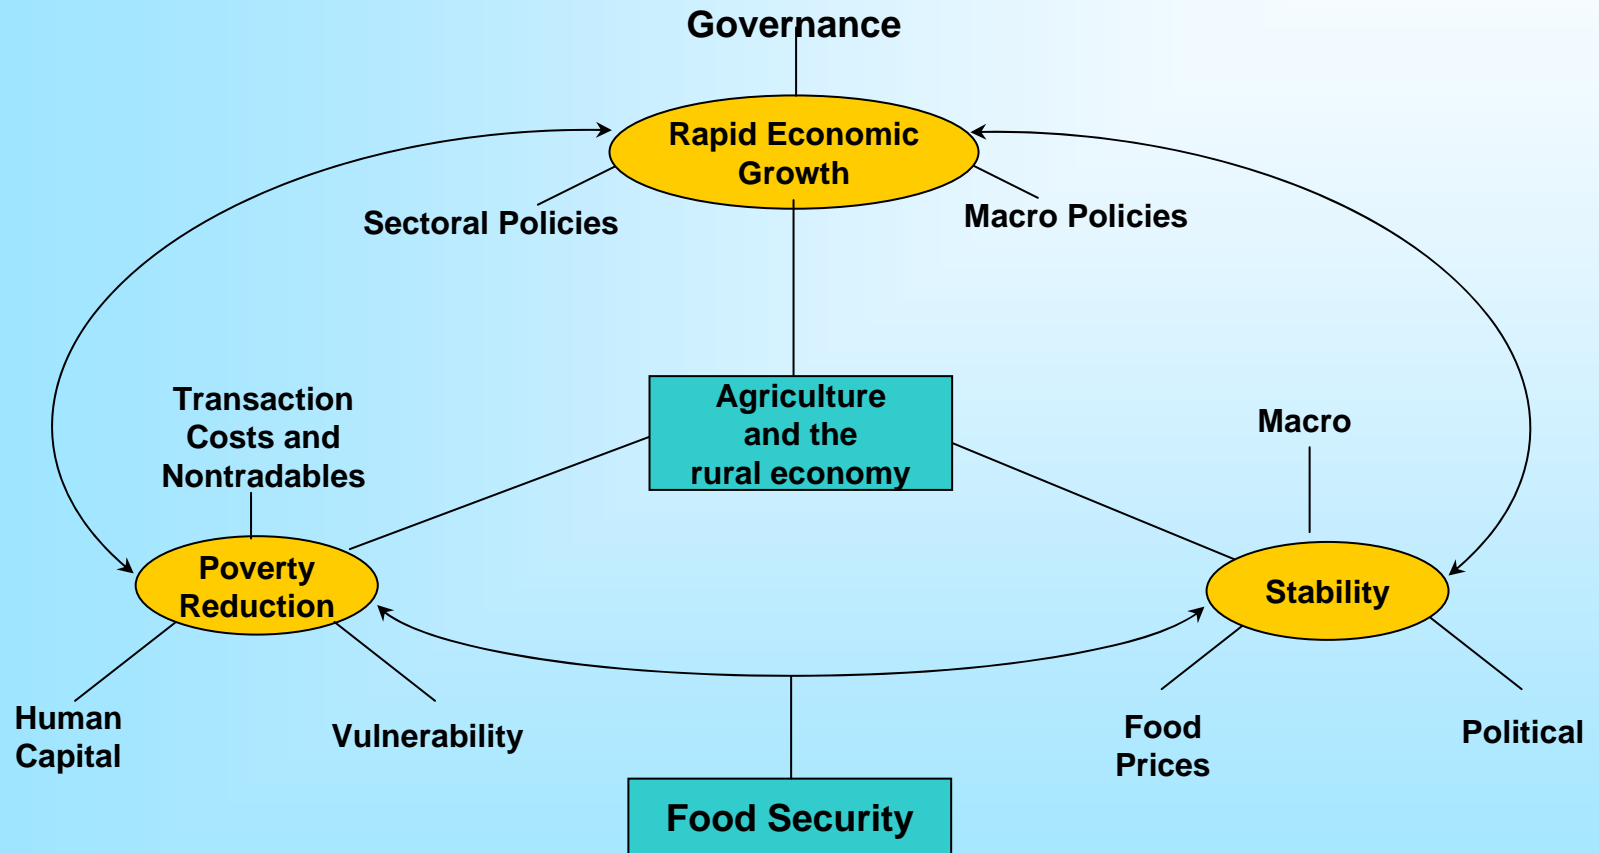 Governance
Rapid Economic
Growth
Sectoral Policies
Macro Policies
Transaction
Costs and
Nontradables
Agriculture
and the
rural economy
Macro
Poverty
Reduction
Stability
Human
Capital
Vulnerability
Food
Prices
Political
Food Security